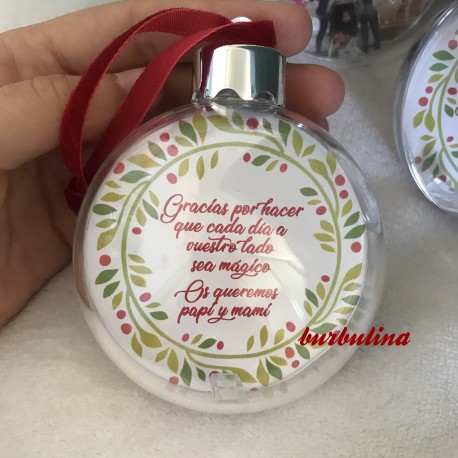 Gracias por hacer
que cada día a
vuestro lado
sea mágico
Os queremos
papi y mami
burbulina